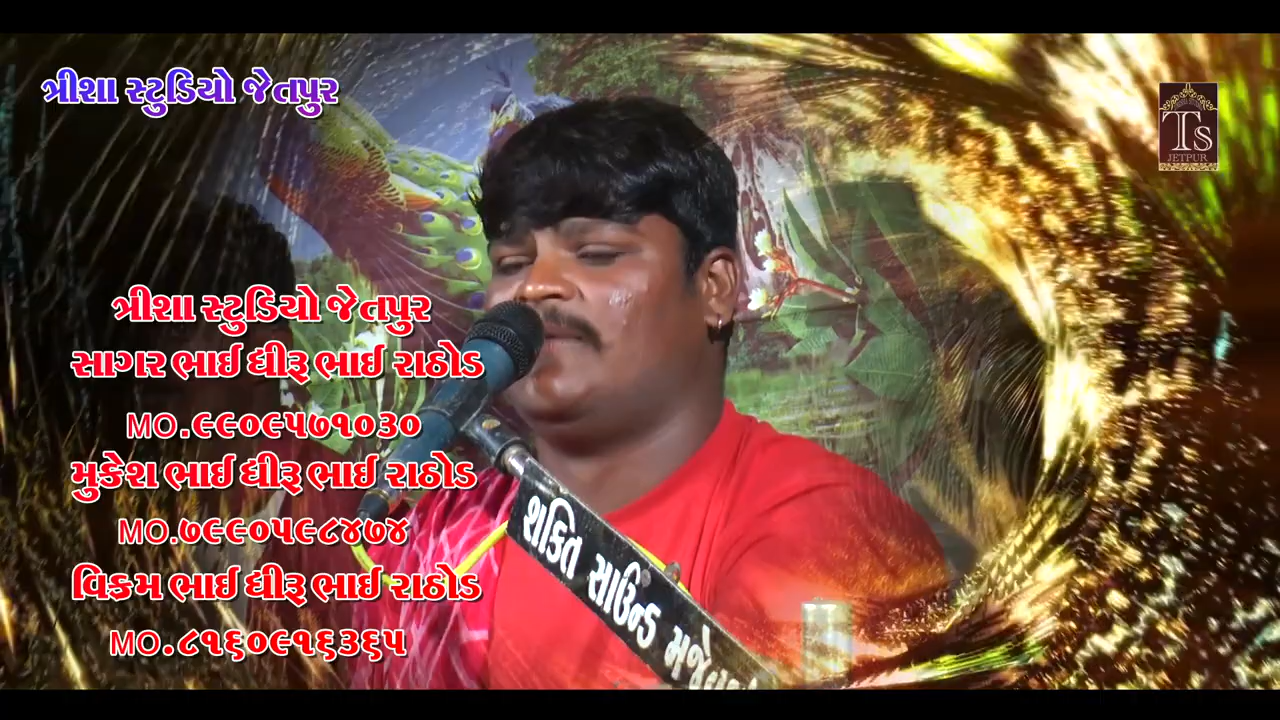 ત્રીશા સ્ટુડિયો જેતપુર
TS
JETPUR
ત્રીશા સ્ટુડિયો જેતપુર
સાગર ભાઈ ધીરૂ ભાઈ રાઠોડ
MO.૯૯૦૯૫૭૧૦૩૦
મુકેશ ભાઈ ધીરૂ ભાઈ રાઠોડ
MO.૭૯૯૦૫૯૮૪૭૪
વિક્રમ ભાઈ ધીરૂ ભાઈ રાઠોડ
MO.૮૧૬૦૯૧૬૩૬૫
શક્તિ સાઉન્ડ